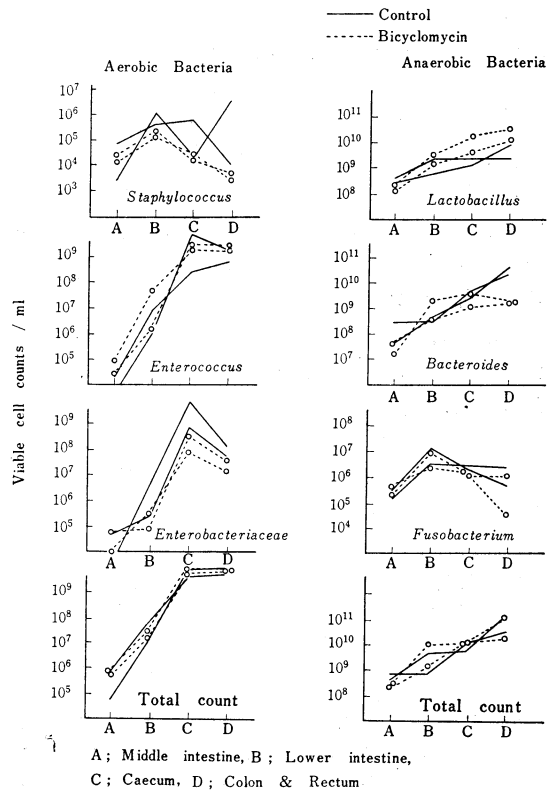 Control
Bicyclomycin
Aerobic Bacteria
Anaerobic Bacteria
Viable cell counts / ml
10⁷
10⁶
10⁵
10⁴
10³
Staphylococcus
A B C D
10¹¹
10¹⁰
10⁹
10⁸
Lactobacillus
A B C D
10⁹
10⁸
10⁷
10⁶
10⁵
Enterococcus
10¹¹
10¹⁰
10⁹
10⁸
10⁷
Bacteroides
A B C D
10⁹
10⁸
10⁷
10⁶
10⁵
Enterobacteriaceae
A B C D
10⁸
10⁷
10⁶
10⁵
10⁴
Fusobacterium
A B C D
10⁹
10⁸
10⁷
10⁶
10⁵
Total count
A B C D
10¹¹
10¹⁰
10⁹
10⁸
Total count
A B C D
A; Middle intestine, B; Lower intestine,
C; Caecum, D; Colon & Rectum